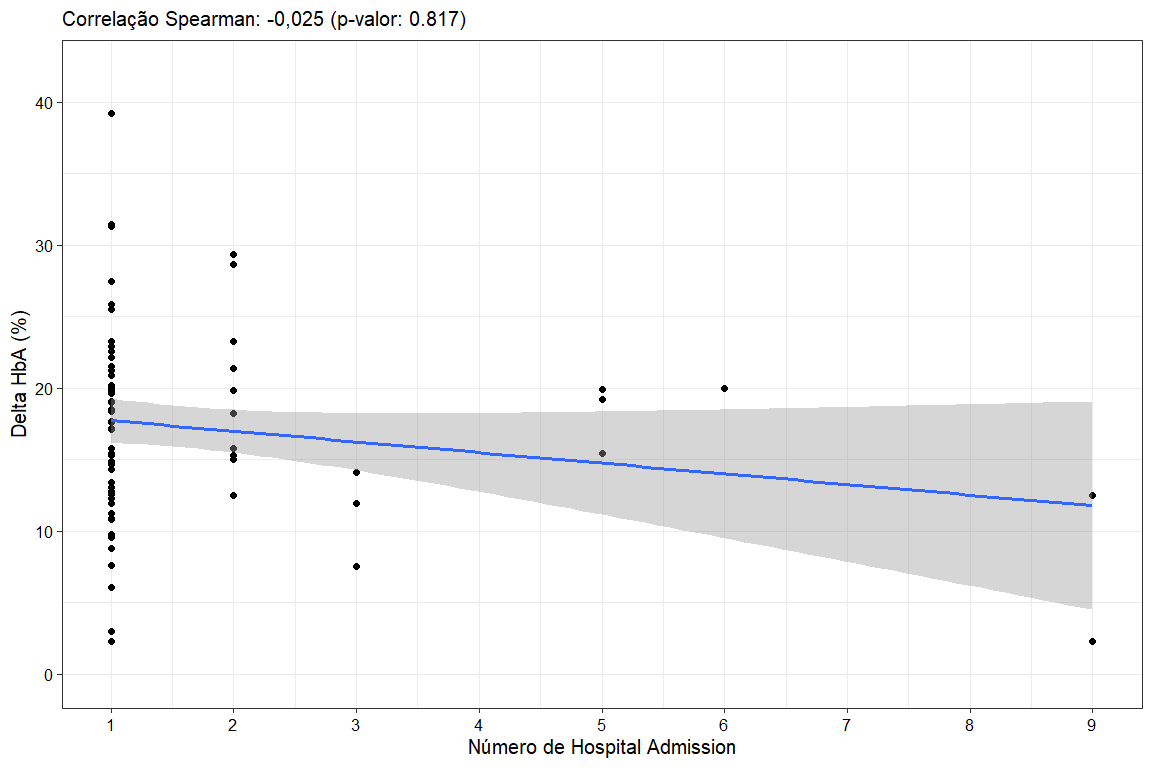 Correlação Spearman: -0,025 (p-valor: 0.817)
Delta HbA (%)
40
30
20
10
0
1 2 3 4 5 6 7 8 9
Número de Hospital Admission